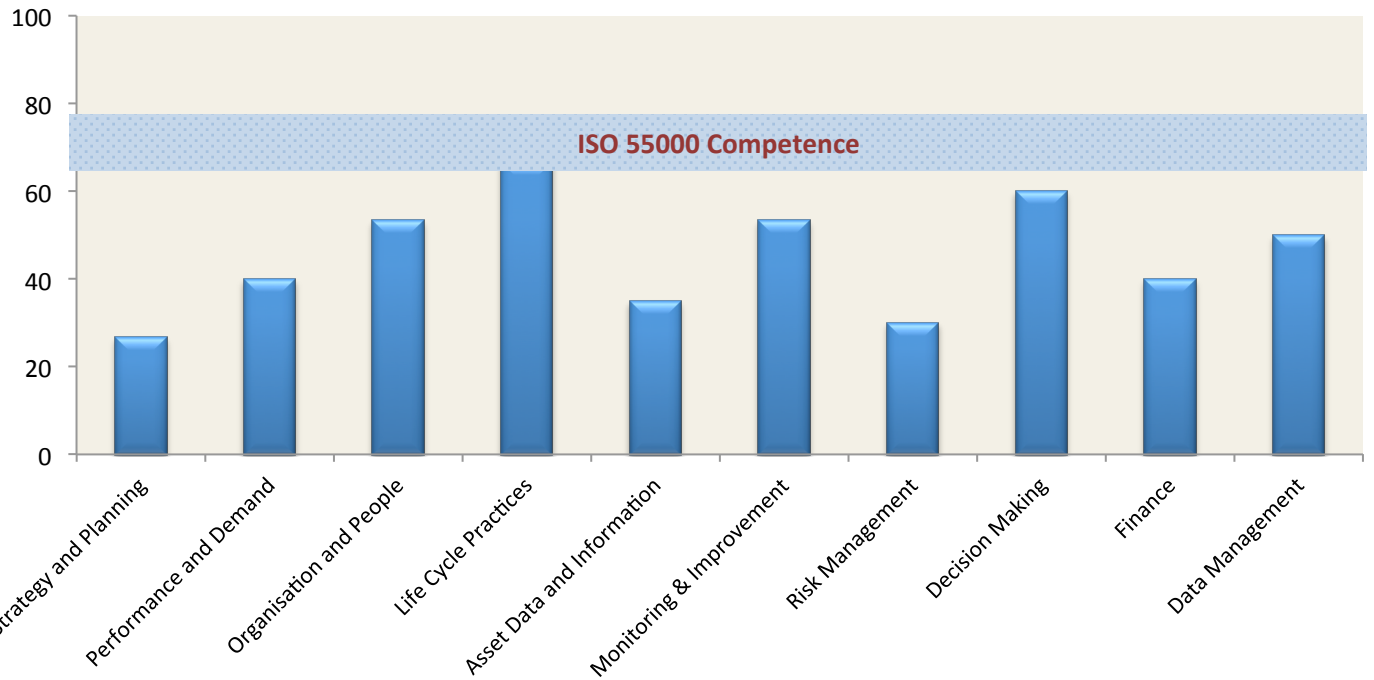 100
80
ISO 55000 Competence
60
40
20
0
Strategy and Planning
Performance and Demand
Organisation and People
Life Cycle Practices
Asset Data and Information
Monitoring & Improvement
Risk Management
Decision Making
Finance
Data Management